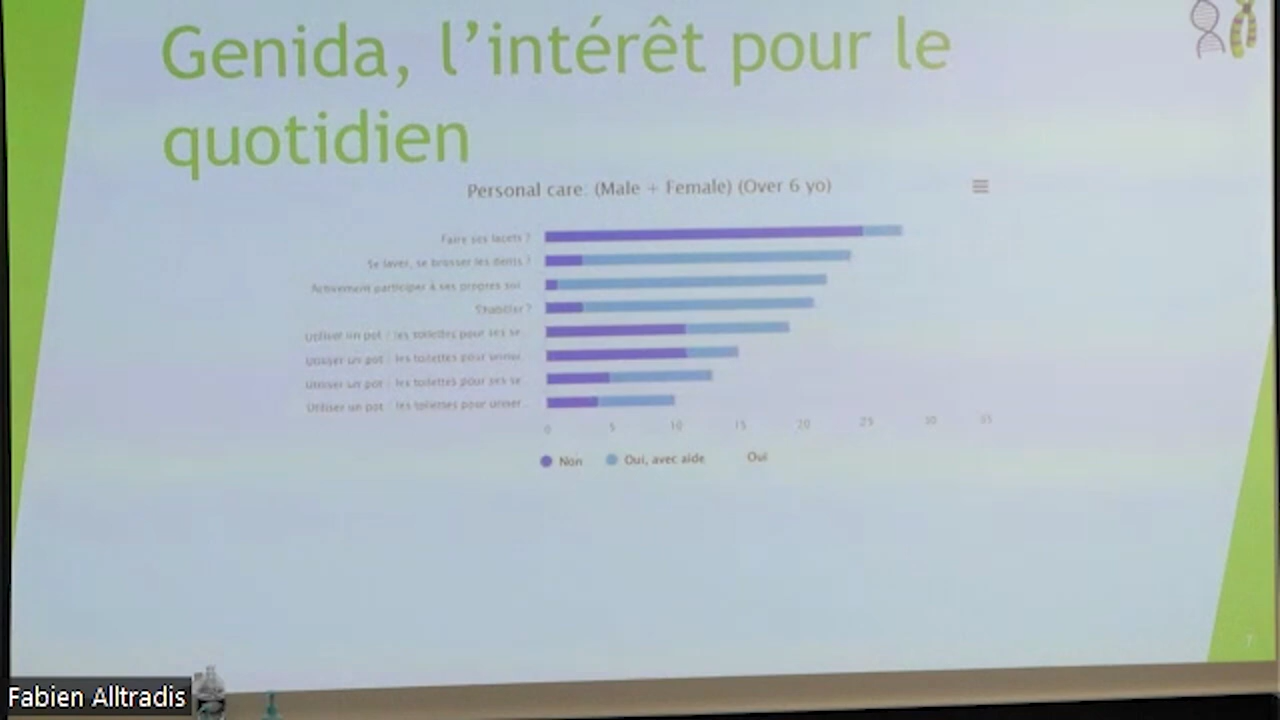 Genida, l’intérêt pour le
quotidien
Personal care. (Male + Female) (Over 6 yo)
Faire ses lacets ?
Se laver, se brosser les dents ?
Activement participer à ses propres soi...
S'habiller ?
Utiliser un pot / les toilettes pour ses se...
Utiliser un pot / les toilettes pour uriner...
Utiliser un pot / les toilettes pour ses se...
Utiliser un pot / les toilettes pour uriner...
0 5 10 15 20 25 30 35
Non Oui, avec aide Oui
7
Fabien Alltradis